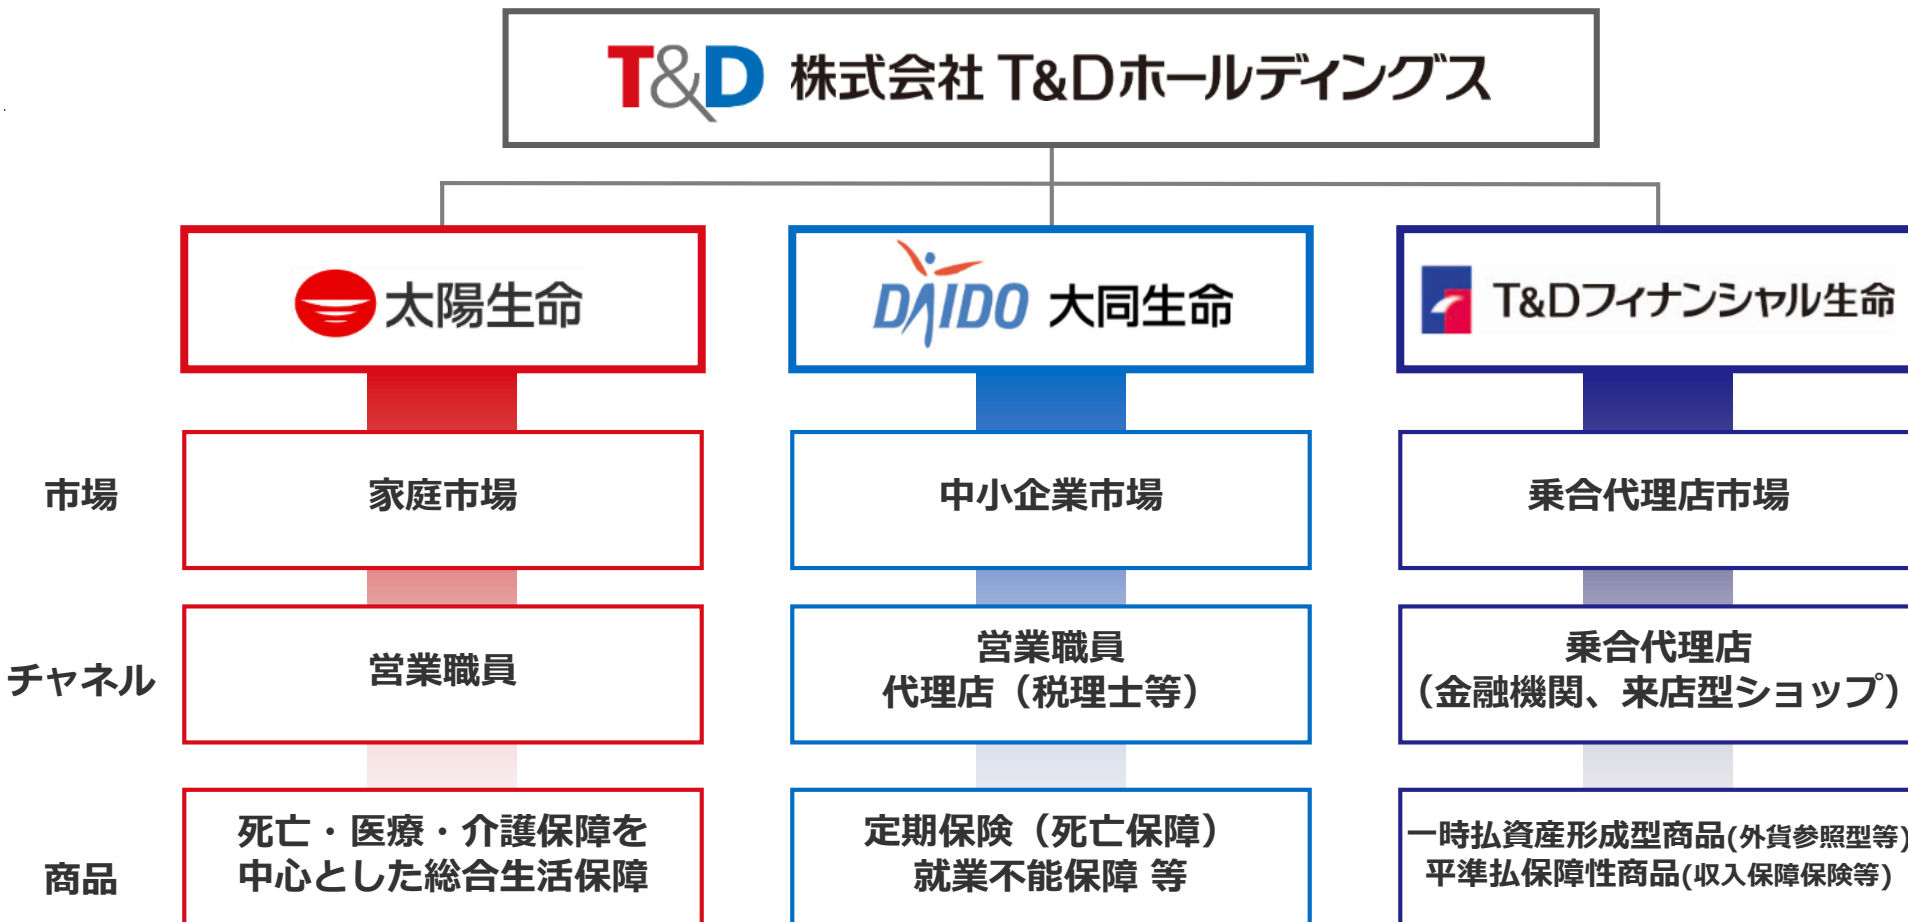 T&D 株式会社 T&Dホールディングス
太陽生命
DAIDO 大同生命
T&Dフィナンシャル生命
市場
家庭市場
中小企業市場
乗合代理店市場
チャネル
営業職員
営業職員
代理店（税理士等）
乗合代理店
（金融機関、来店型ショップ）
商品
死亡・医療・介護保障を
中心とした総合生活保障
定期保険（死亡保障）
就業不能保障 等
一時払資産形成型商品(外貨参照型等)
平準払保障性商品(収入保障保険等)